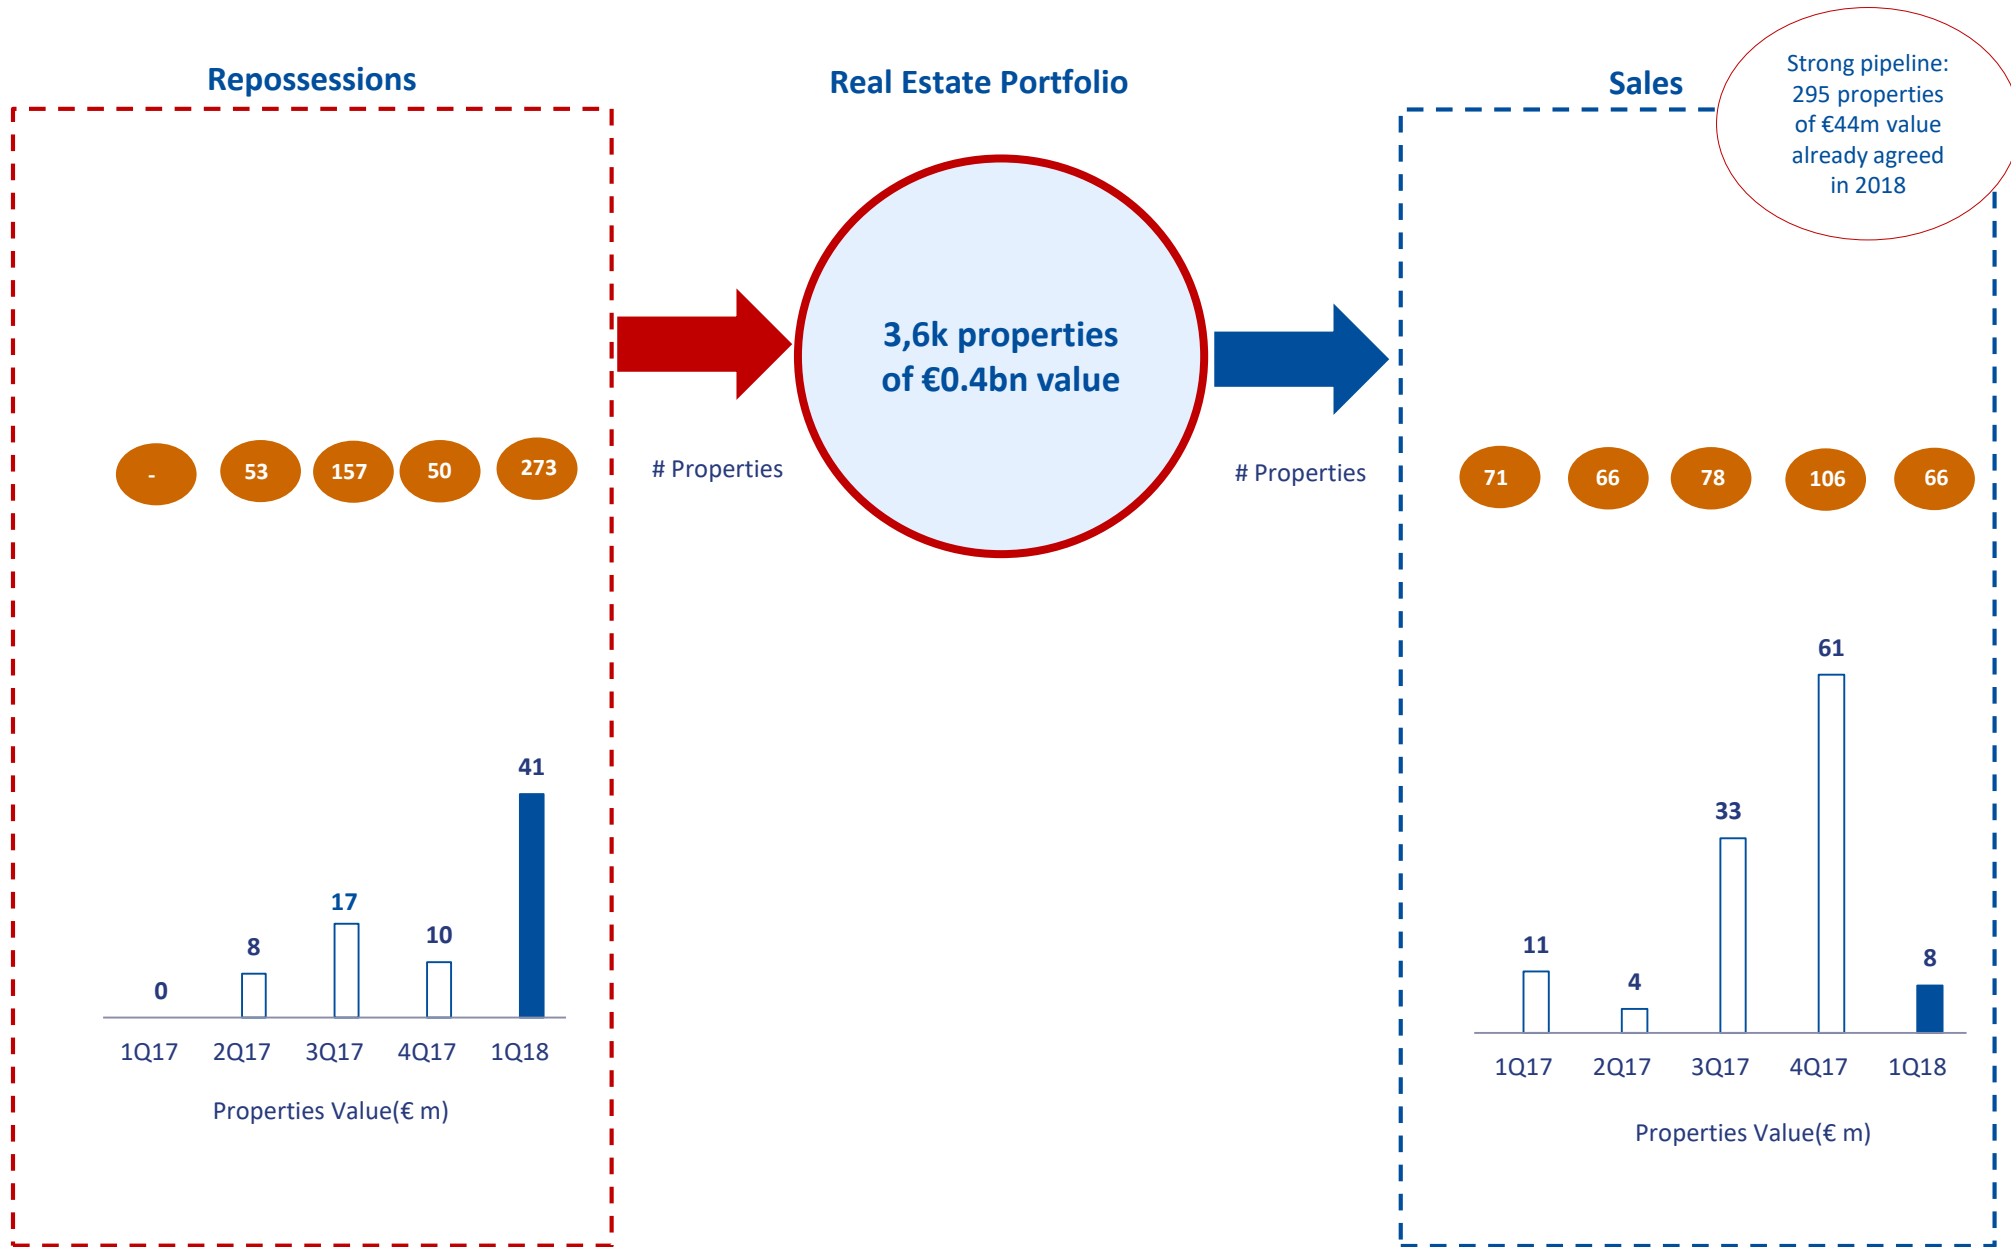 Repossessions
Real Estate Portfolio
Sales
Strong pipeline:
295 properties
of €44m value
already agreed
in 2018
3,6k properties
of €0.4bn value
- 53 157 50 273
# Properties
# Properties
71 66 78 106 66
0 8 17 10 41
1Q17 2Q17 3Q17 4Q17 1Q18
Properties Value(€ m)
11 4 33 61 8
1Q17 2Q17 3Q17 4Q17 1Q18
Properties Value(€ m)